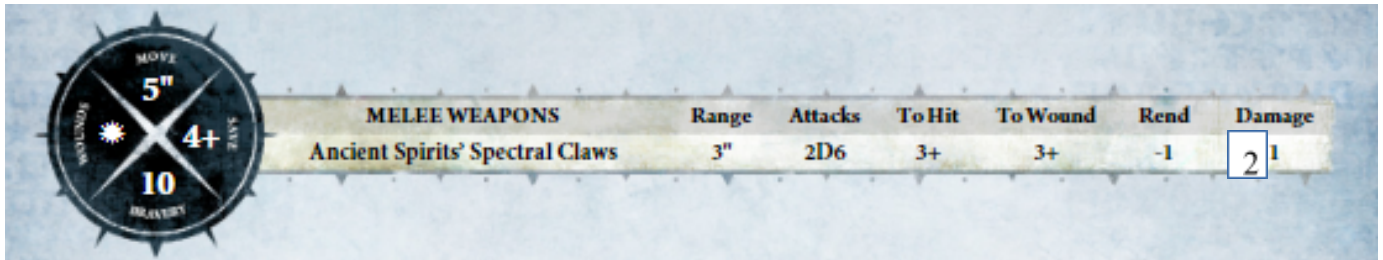 MOVE
5"
WOUNDS
SAVE
4+
10
BRAVERY
MELEE WEAPONS Range Attacks To Hit To Wound Rend Damage
Ancient Spirits' Spectral Claws 3" 2D6 3+ 3+ -1 2 1